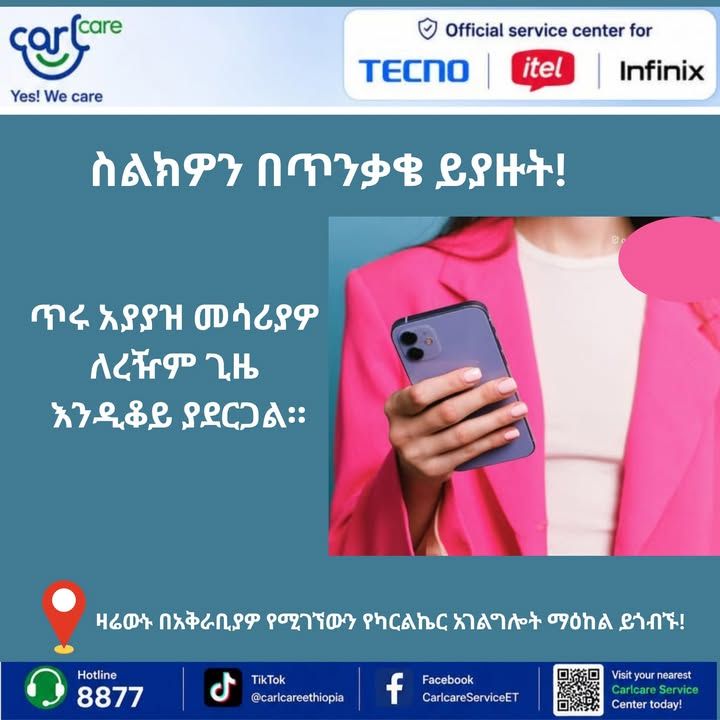 carlcare
Yes! We care
Official service center for
TECNO | itel | Infinix
ስልክዎን በጥንቃቄ ይያዙት!
ጥሩ አያያዝ መሳሪያዎ
ለረዥም ጊዜ
እንዲቆይ ያደርጋል።
ዛሬውኑ በአቅራቢያዎ የሚገኘውን የካርልኬር አገልግሎት ማዕከል ይጎብኙ!
Hotline
8877
TikTok
@carlcareethiopia
Facebook
CarlcareServiceET
Visit your nearest
Carlcare Service
Center today!